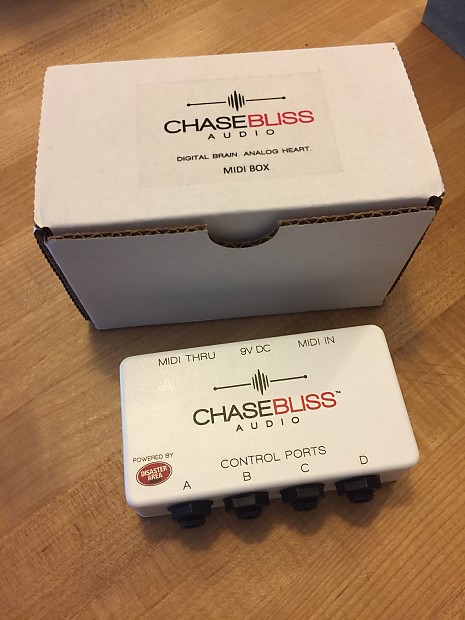 CHASEBLISS
AUDIO
DIGITAL BRAIN. ANALOG HEART.
MIDI BOX
MIDI THRU 9V DC MIDI IN
CHASEBLISS™
AUDIO
POWERED BY
DISASTER
AREA
CONTROL PORTS
A B C D